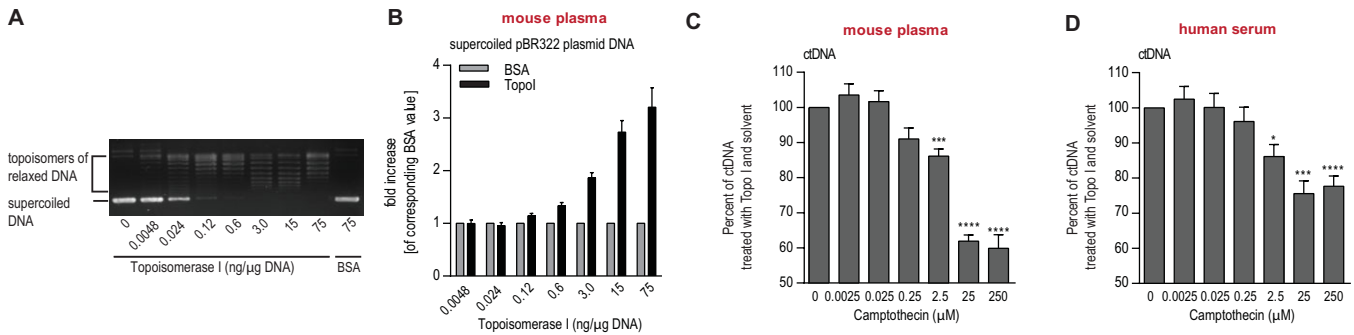 A
topoisomers
of relaxed DNA
supercoiled
DNA
0
0.0048
0.024
0.12
0.6
3.0
15
75
75
Topoisomerase I (ng/μg DNA)
BSA
B
mouse plasma
supercoiled pBR322 plasmid DNA
BSA
TopoI
fold increase
[of corresponding BSA value]
4
3
2
1
0
0.0048
0.024
0.12
0.6
3.0
15
75
Topoisomerase I (ng/μg DNA)
C
mouse plasma
ctDNA
Percent of ctDNA
treated with Topo I and solvent
110
100
90
80
70
60
50
***
****
****
0 0.0025 0.025 0.25 2.5 25 250
Camptothecin (μM)
D
human serum
ctDNA
Percent of ctDNA
treated with Topo I and solvent
110
100
90
80
70
60
50
*
***
****
0 0.0025 0.025 0.25 2.5 25 250
Camptothecin (μM)